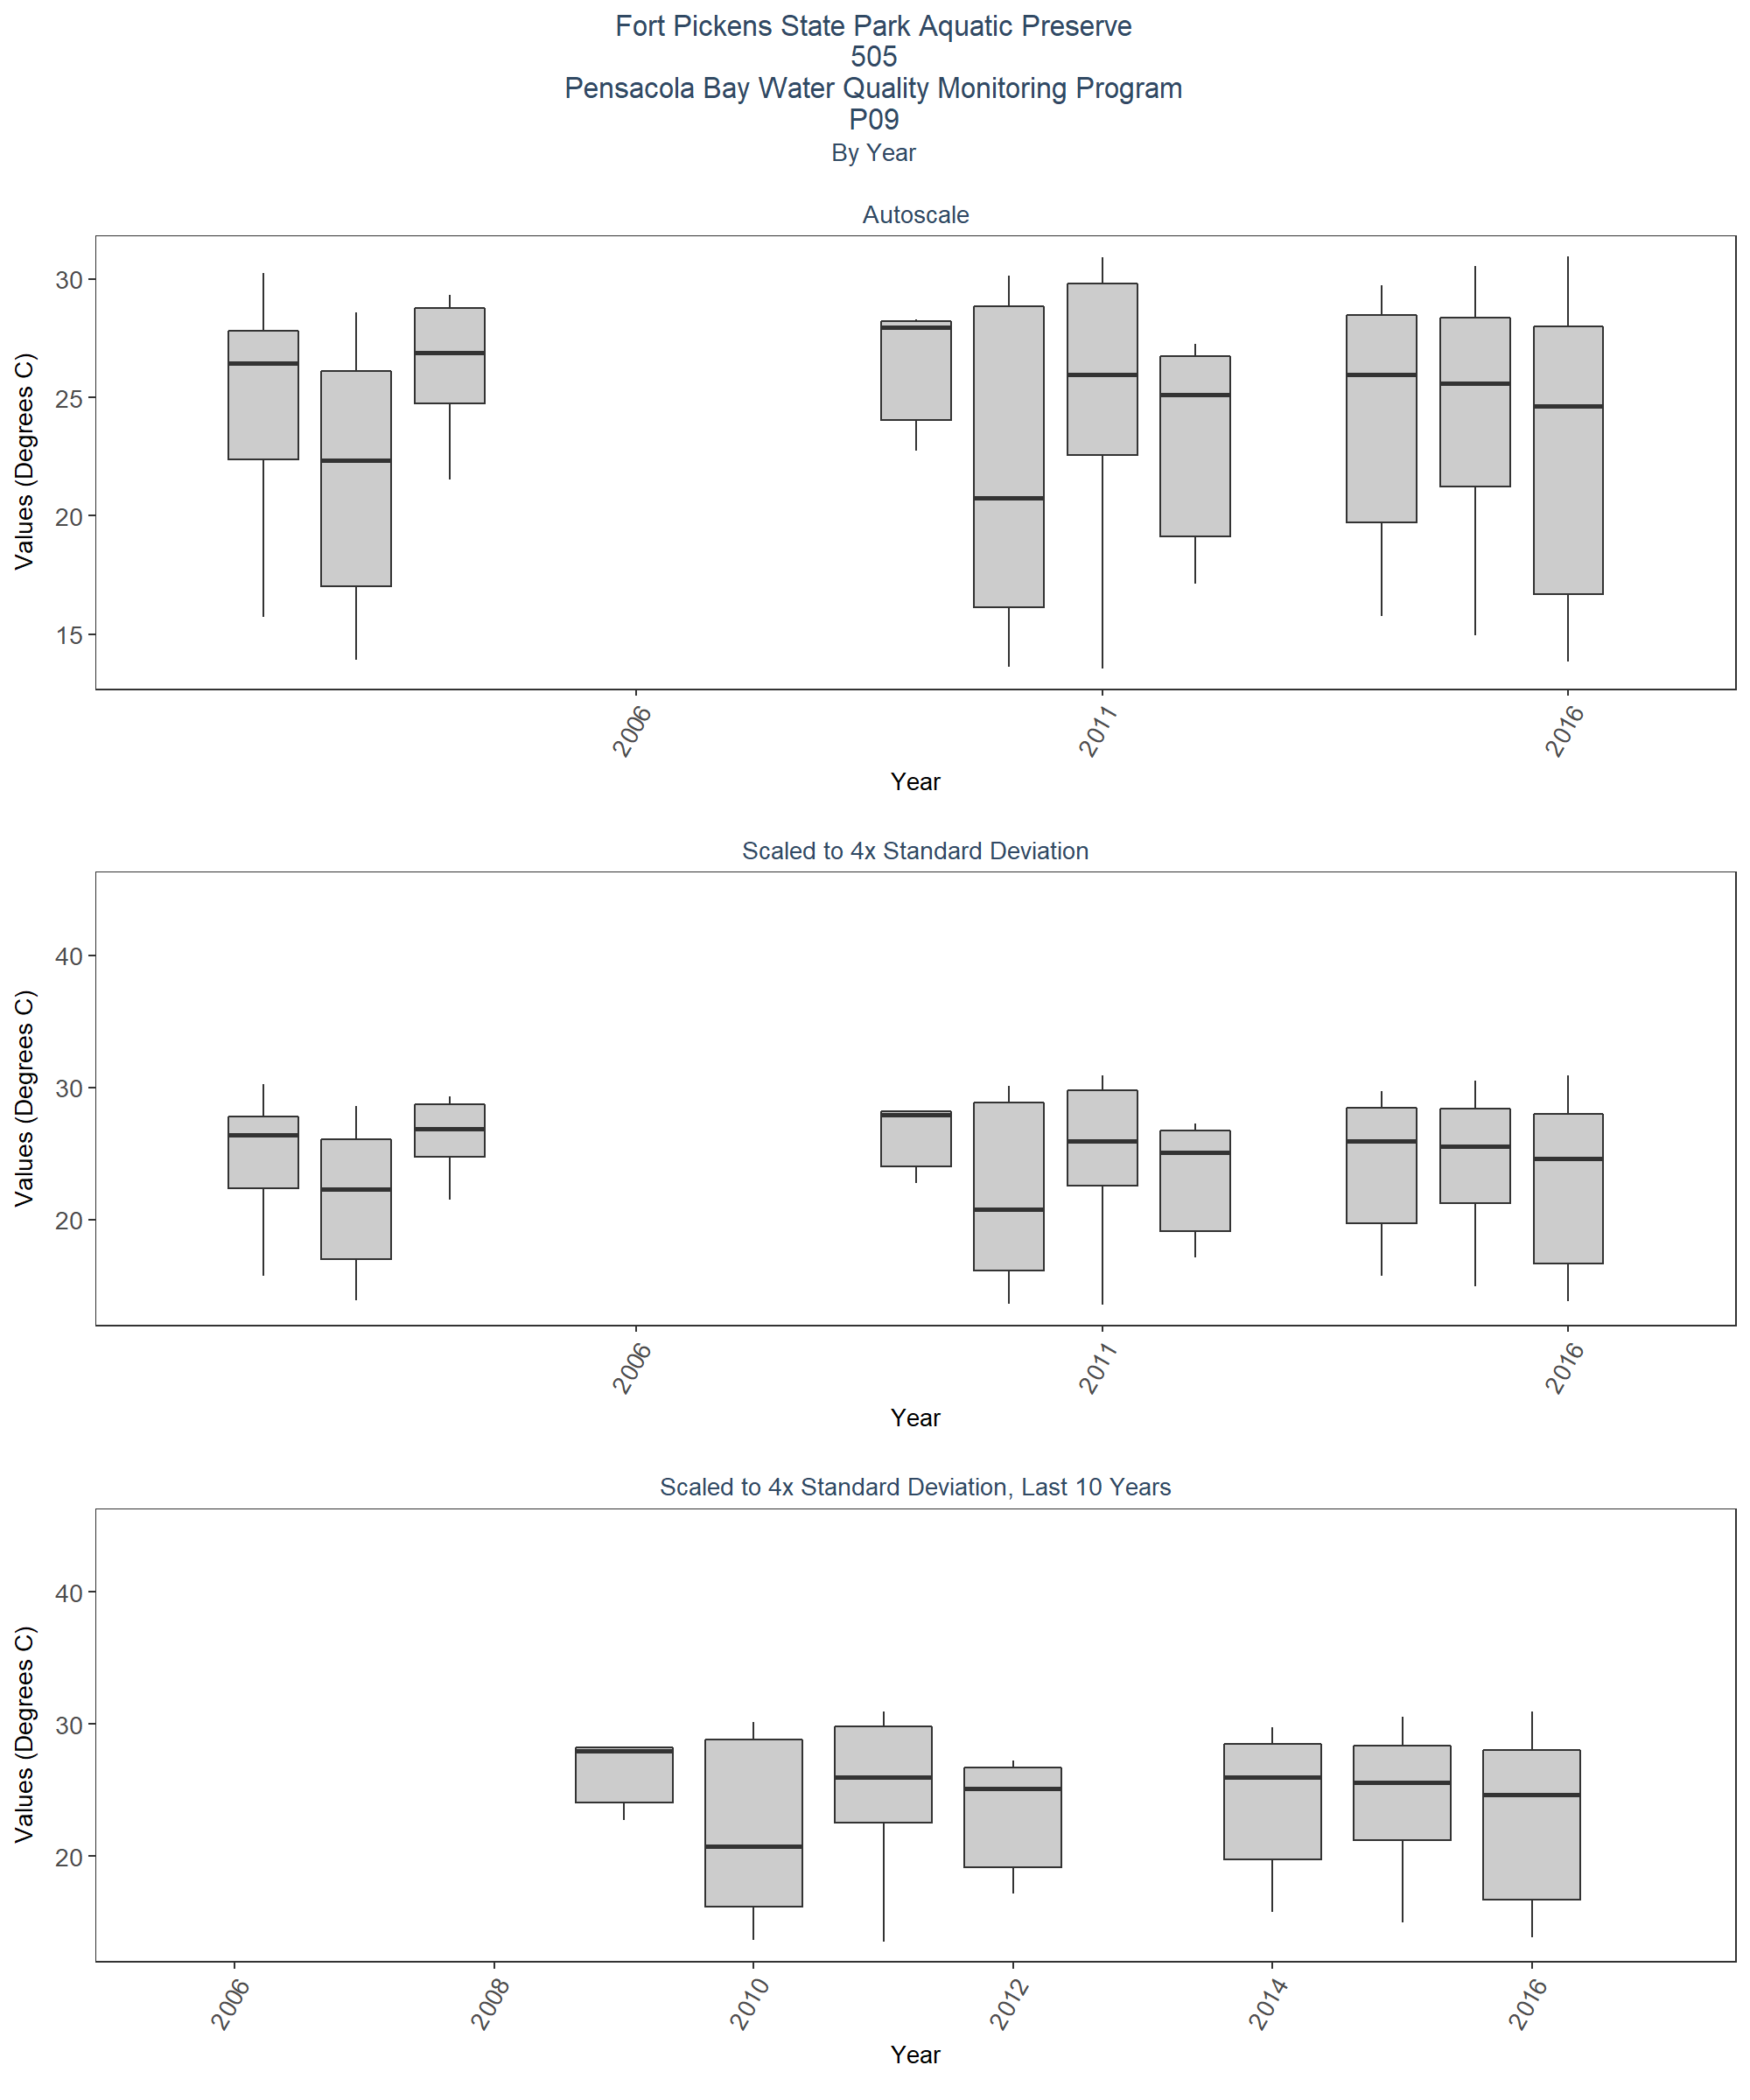 Fort Pickens State Park Aquatic Preserve
505
Pensacola Bay Water Quality Monitoring Program
P09
By Year
Autoscale
Values (Degrees C)
30
25
20
15
2006
2011
2016
Year
Scaled to 4x Standard Deviation
Values (Degrees C)
40
30
20
2006
2011
2016
Year
Scaled to 4x Standard Deviation, Last 10 Years
Values (Degrees C)
40
30
20
2006
2008
2010
2012
2014
2016
Year